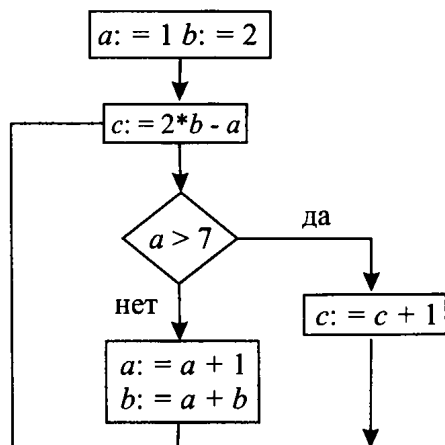 a: = 1 b: = 2
c: = 2*b - a
да
a > 7
нет
c: = c + 1
a: = a + 1
b: = a + b